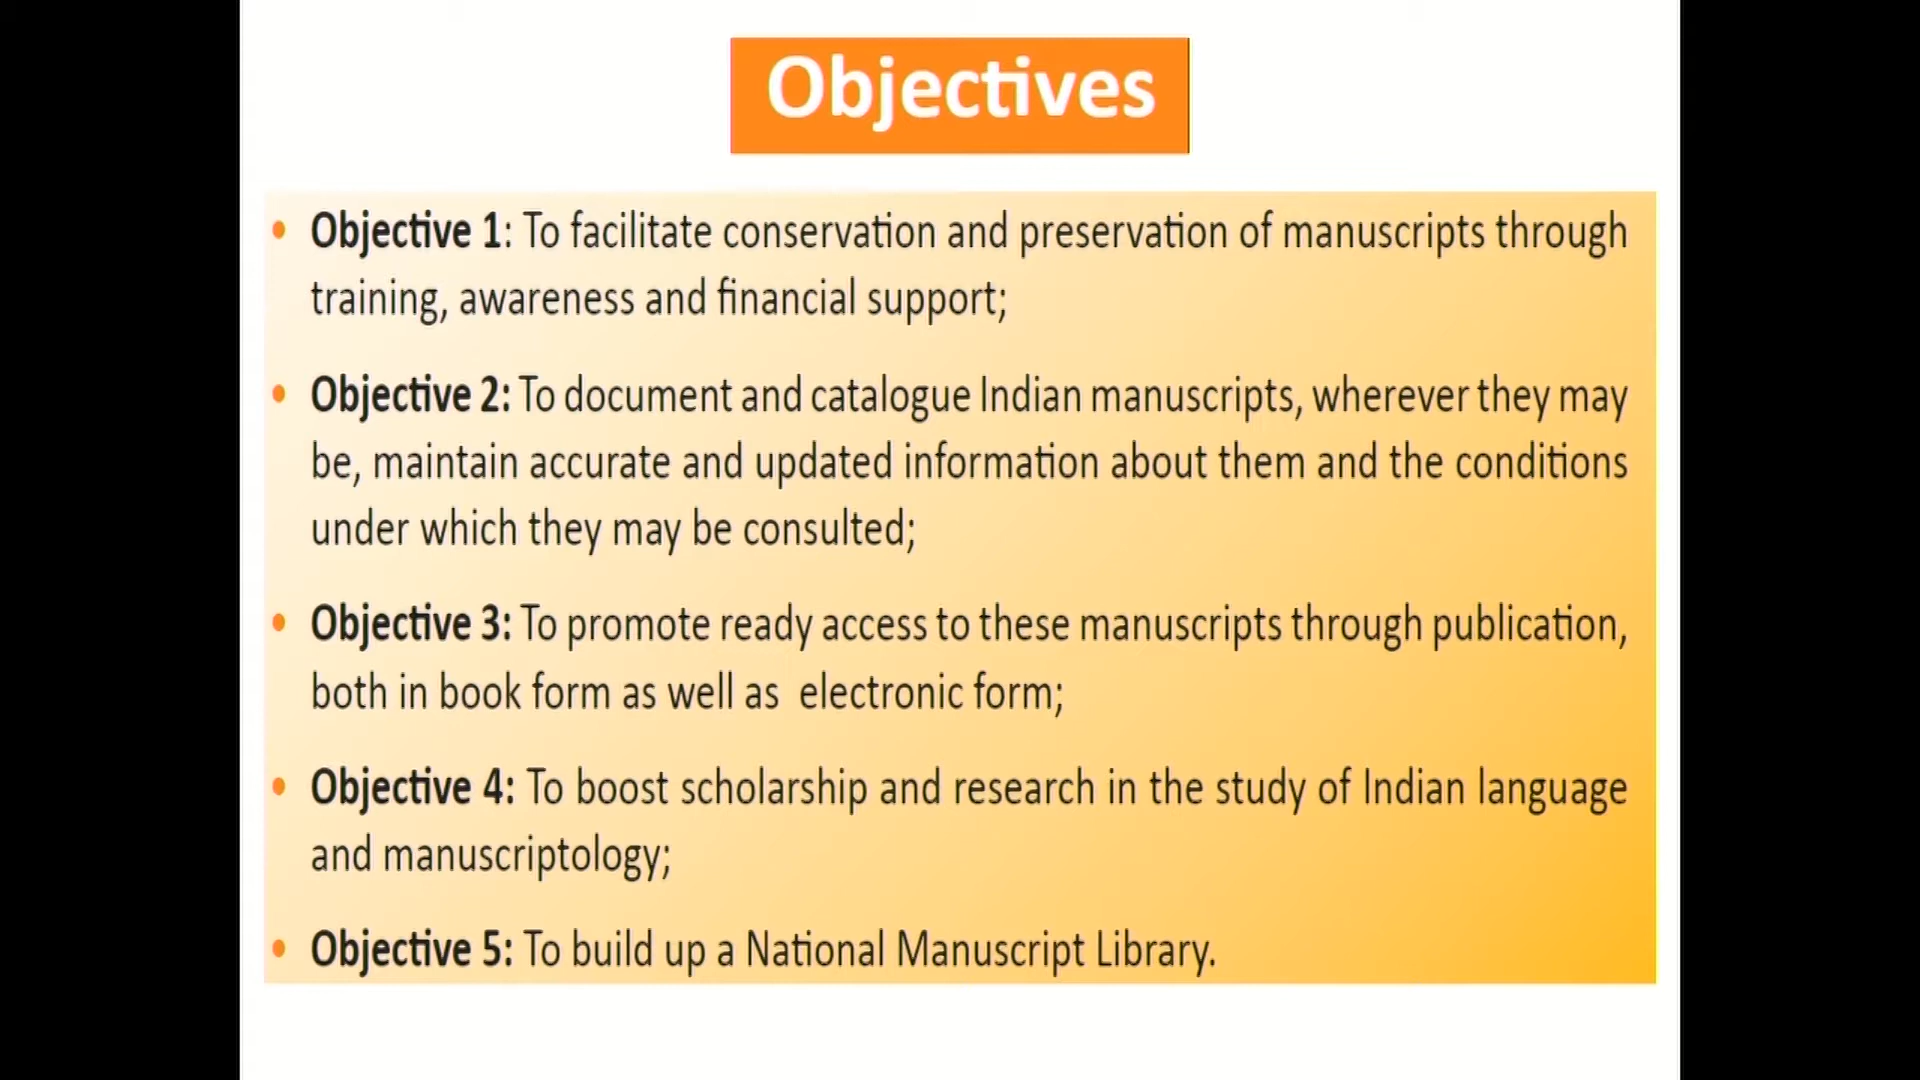 Objectives
• Objective 1: To facilitate conservation and preservation of manuscripts through
training, awareness and financial support;
• Objective 2: To document and catalogue Indian manuscripts, wherever they may
be, maintain accurate and updated information about them and the conditions
under which they may be consulted;
• Objective 3: To promote ready access to these manuscripts through publication,
both in book form as well as electronic form;
• Objective 4: To boost scholarship and research in the study of Indian language
and manuscriptology;
• Objective 5: To build up a National Manuscript Library.